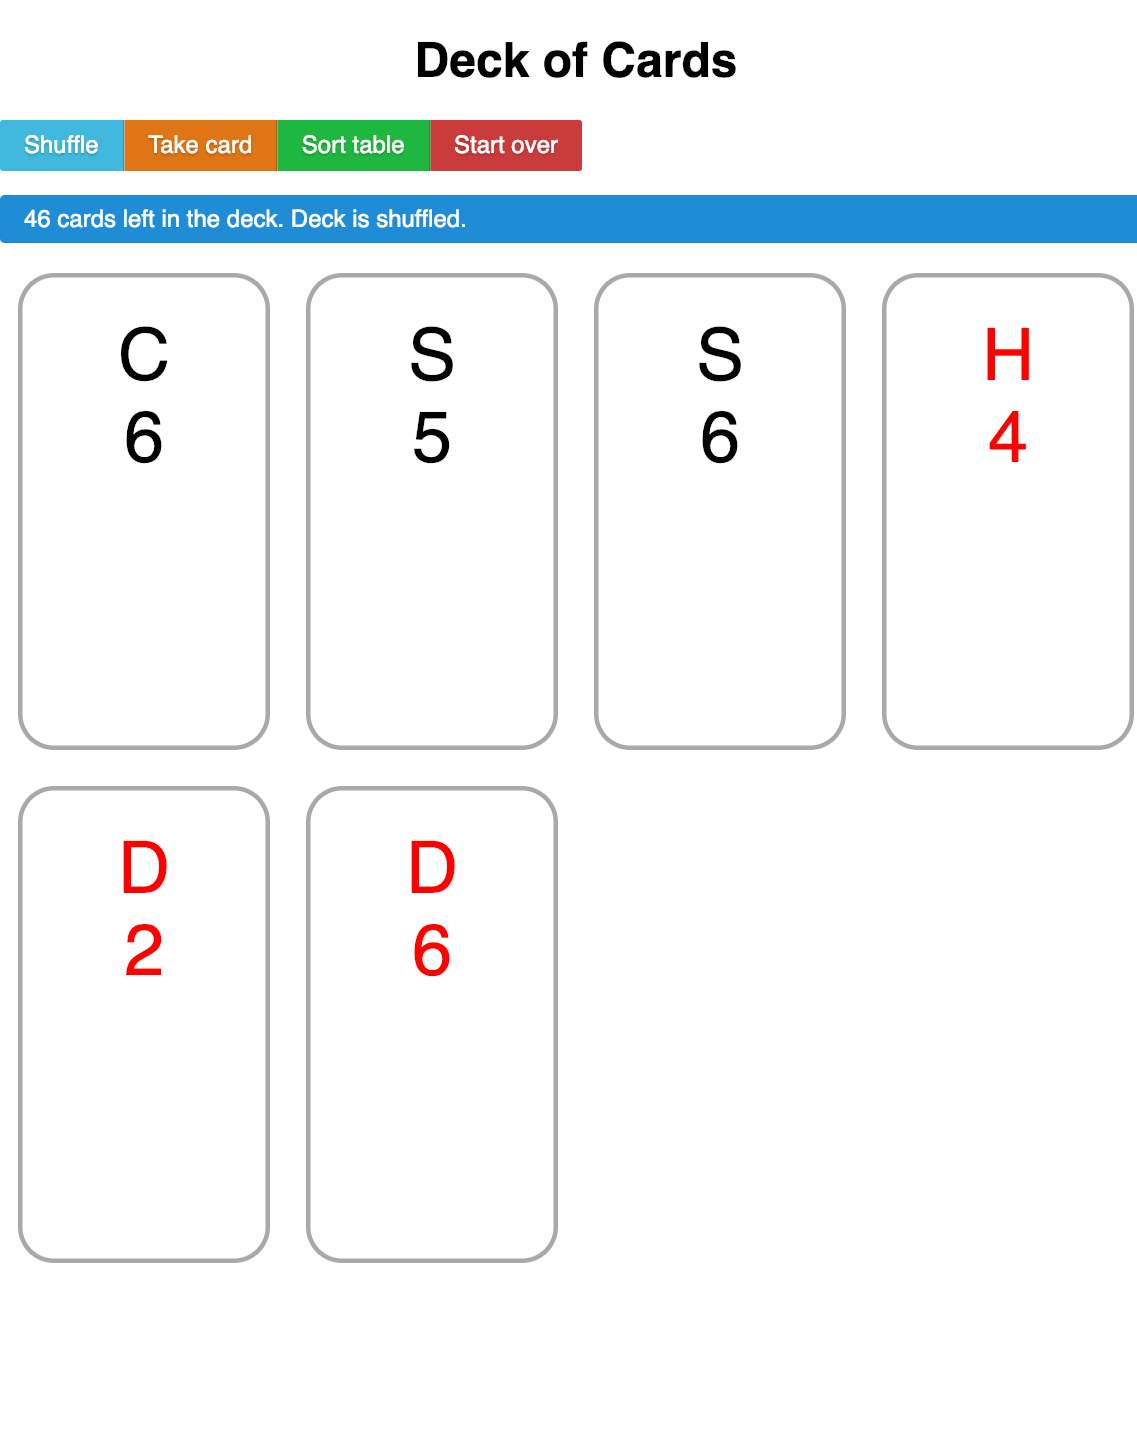 Deck of Cards
Shuffle Take card Sort table Start over
46 cards left in the deck. Deck is shuffled.
C S S H
6 5 6 4
D D
2 6